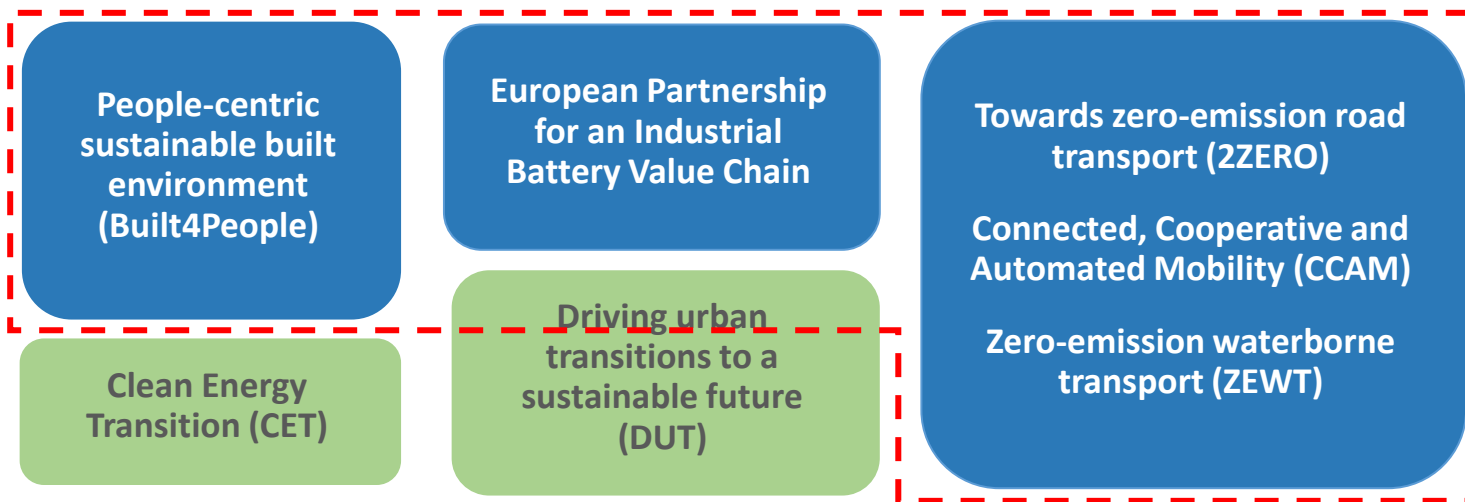 People-centric
sustainable built
environment
(Built4People)
European Partnership
for an Industrial
Battery Value Chain
Towards zero-emission road
transport (2ZERO)
Connected, Cooperative and
Automated Mobility (CCAM)
Zero-emission waterborne
transport (ZEWT)
Clean Energy
Transition (CET)
Driving urban
transitions to a
sustainable future
(DUT)